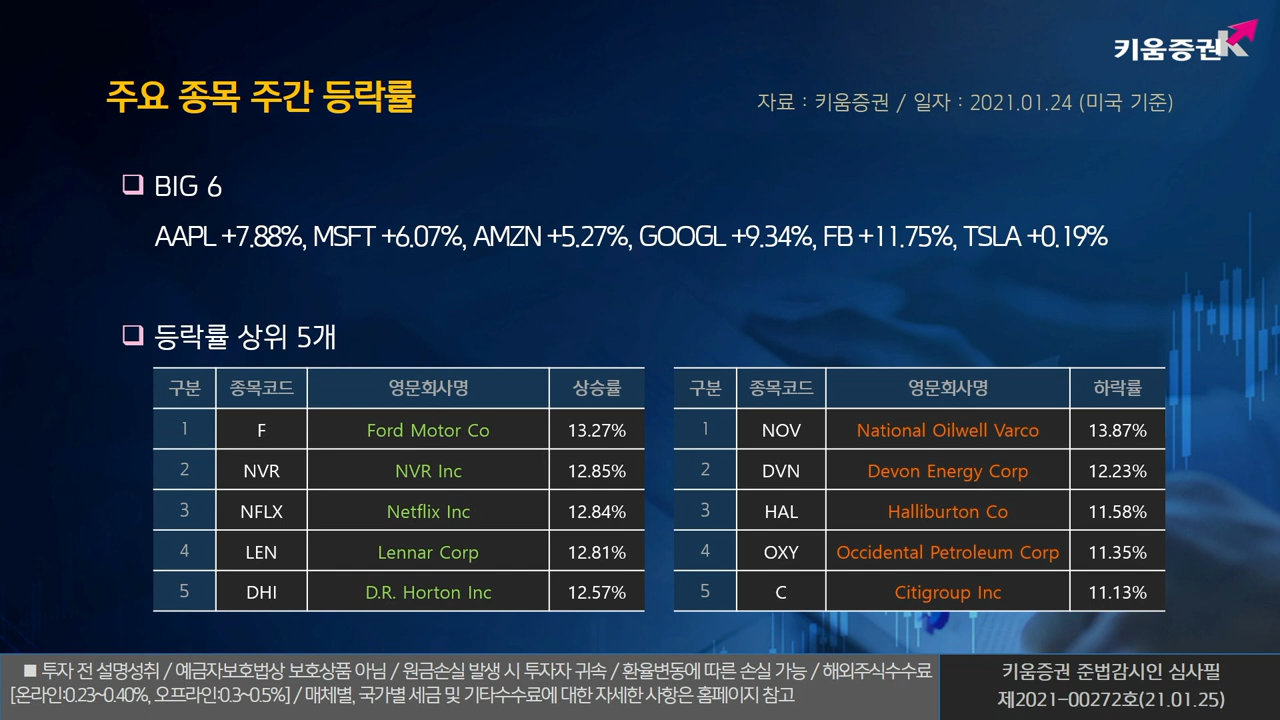 키움증권
주요 종목 주간 등락률
자료 : 키움증권 / 일자 : 2021.01.24 (미국 기준)
❏ BIG 6
AAPL +7.88%, MSFT +6.07%, AMZN +5.27%, GOOGL +9.34%, FB +11.75%, TSLA +0.19%
❏ 등락률 상위 5개
구분 종목코드 영문회사명 상승률
1 F Ford Motor Co 13.27%
2 NVR NVR Inc 12.85%
3 NFLX Netflix Inc 12.84%
4 LEN Lennar Corp 12.81%
5 DHI D.R. Horton Inc 12.57%
구분 종목코드 영문회사명 하락률
1 NOV National Oilwell Varco 13.87%
2 DVN Devon Energy Corp 12.23%
3 HAL Halliburton Co 11.58%
4 OXY Occidental Petroleum Corp 11.35%
5 C Citigroup Inc 11.13%
■ 투자 전 설명청취 / 예금자보호법상 보호상품 아님 / 원금손실 발생 시 투자자 귀속 / 환율변동에 따른 손실 가능 / 해외주식수수료
[온라인:0.23~0.40%, 오프라인:0.3~0.5%] / 매체별, 국가별 세금 및 기타수수료에 대한 자세한 사항은 홈페이지 참고
키움증권 준법감시인 심사필
제2021-00272호(21.01.25)